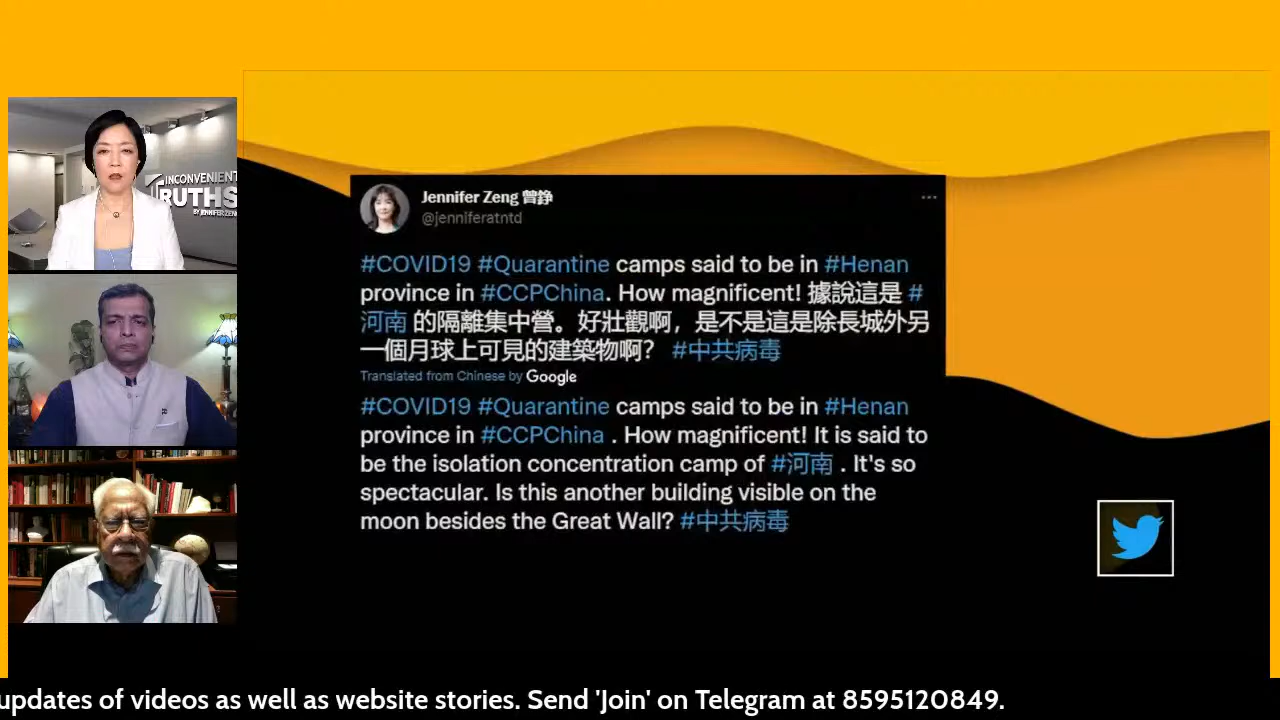 INCONVENIENT
TRUTHS
BY JENNIFER ZENG
Jennifer Zeng 曾錚
@jenniferatntd
#COVID19 #Quarantine camps said to be in #Henan
province in #CCPChina. How magnificent! 據說這是 #
河南 的隔離集中營。好壯觀啊，是不是這是除長城外另
一個月球上可見的建築物啊？ #中共病毒
Translated from Chinese by Google
#COVID19 #Quarantine camps said to be in #Henan
province in #CCPChina . How magnificent! It is said to
be the isolation concentration camp of #河南 . It's so
spectacular. Is this another building visible on the
moon besides the Great Wall? #中共病毒
updates of videos as well as website stories. Send 'Join' on Telegram at 8595120849.